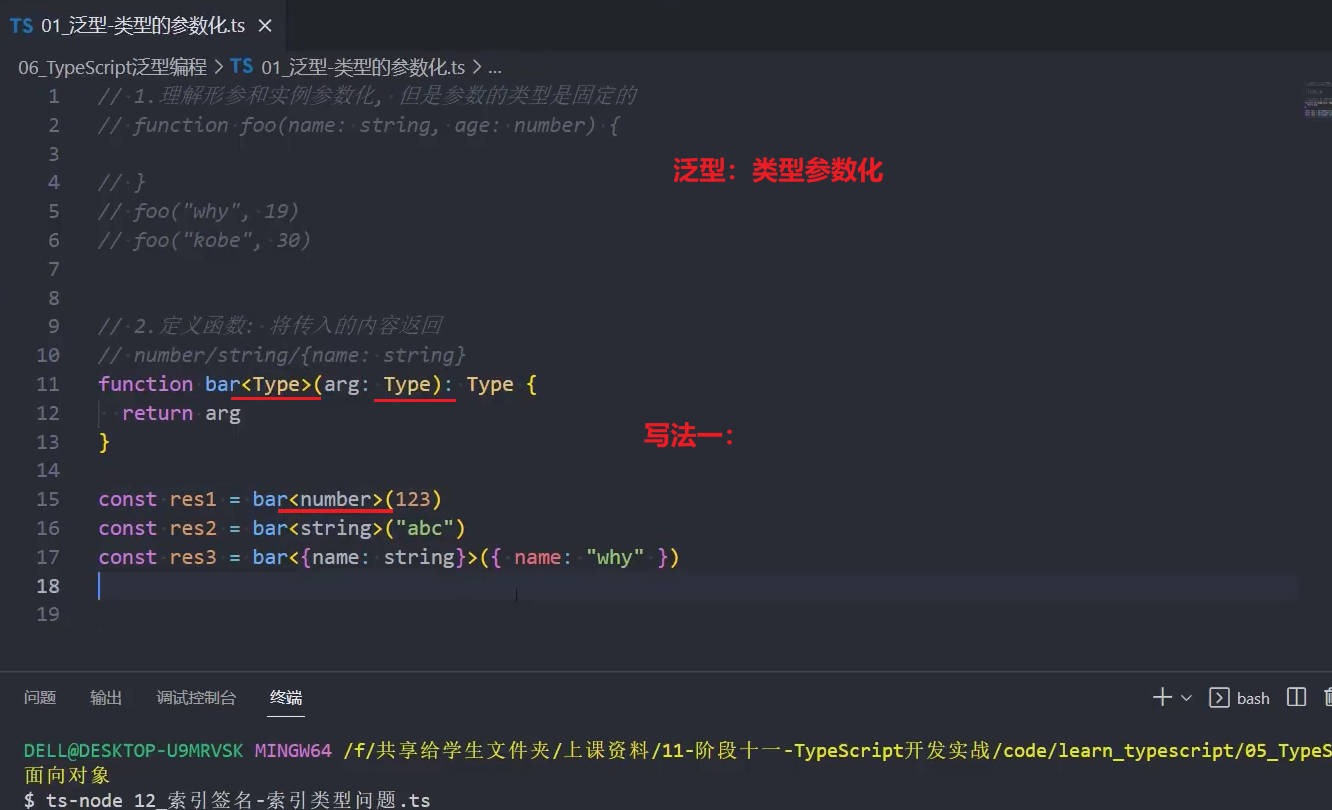 TS 01_泛型-类型的参数化.ts ×
06_TypeScript泛型编程 > TS 01_泛型-类型的参数化.ts > ...
1 // 1.理解形参和实例参数化, 但是参数的类型是固定的
2 // function foo(name: string, age: number) {
3
泛型：类型参数化
4 // }
5 // foo("why", 19)
6 // foo("kobe", 30)
7
8
9 // 2.定义函数: 将传入的内容返回
10 // number/string/{name: string}
11 function bar<Type>(arg: Type): Type {
12 return arg
13 }
写法一：
14
15 const res1 = bar<number>(123)
16 const res2 = bar<string>("abc")
17 const res3 = bar<{name: string}>({ name: "why" })
18
19
问题 输出 调试控制台 终端 bash
DELL@DESKTOP-U9MRVSK MINGW64 /f/共享给学生文件夹/上课资料/11-阶段十一-TypeScript开发实战/code/learn_typescript/05_TypeS
面向对象
$ ts-node 12_索引签名-索引类型问题.ts